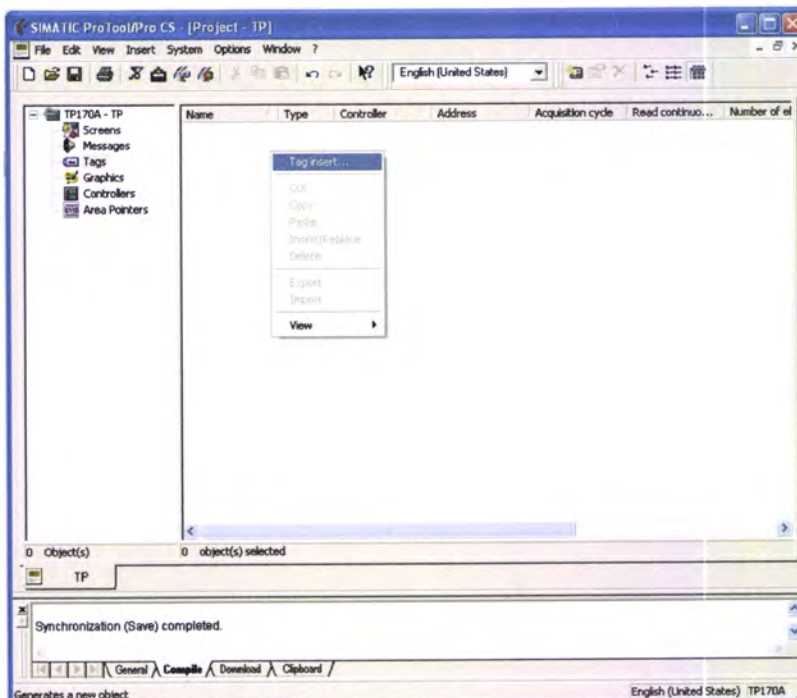 SIMATIC ProTool/Pro CS - [Project - TP]
File Edit View Insert System Options Window ?
English (United States)
TP170A - TP
Screens
Messages
Tags
Graphics
Controllers
Area Pointers
Name Type Controller Address Acquisition cycle Read continuo... Number of el
Tag insert...
Cut
Copy
Paste
Insert/Replace
Delete
Export
Import
View
0 Object(s)
0 object(s) selected
TP
Synchronization (Save) completed.
General Compile Download Clipboard
Generates a new object
English (United States) TP170A